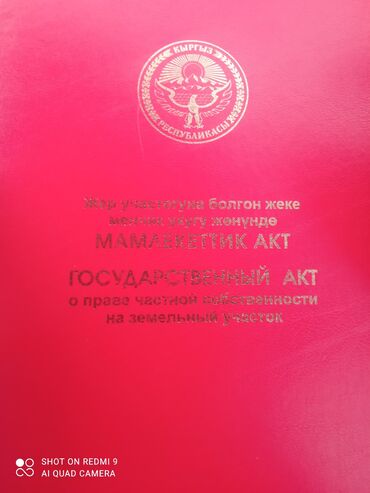 КЫРГЫЗ
РЕСПУБЛИКАСЫ
Жер участогуна болгон жеке
менчик укугу жөнүндө
МАМЛЕКЕТТИК АКТ
ГОСУДАРСТВЕННЫЙ АКТ
о праве частной собственности
на земельный участок
SHOT ON REDMI 9
AI QUAD CAMERA